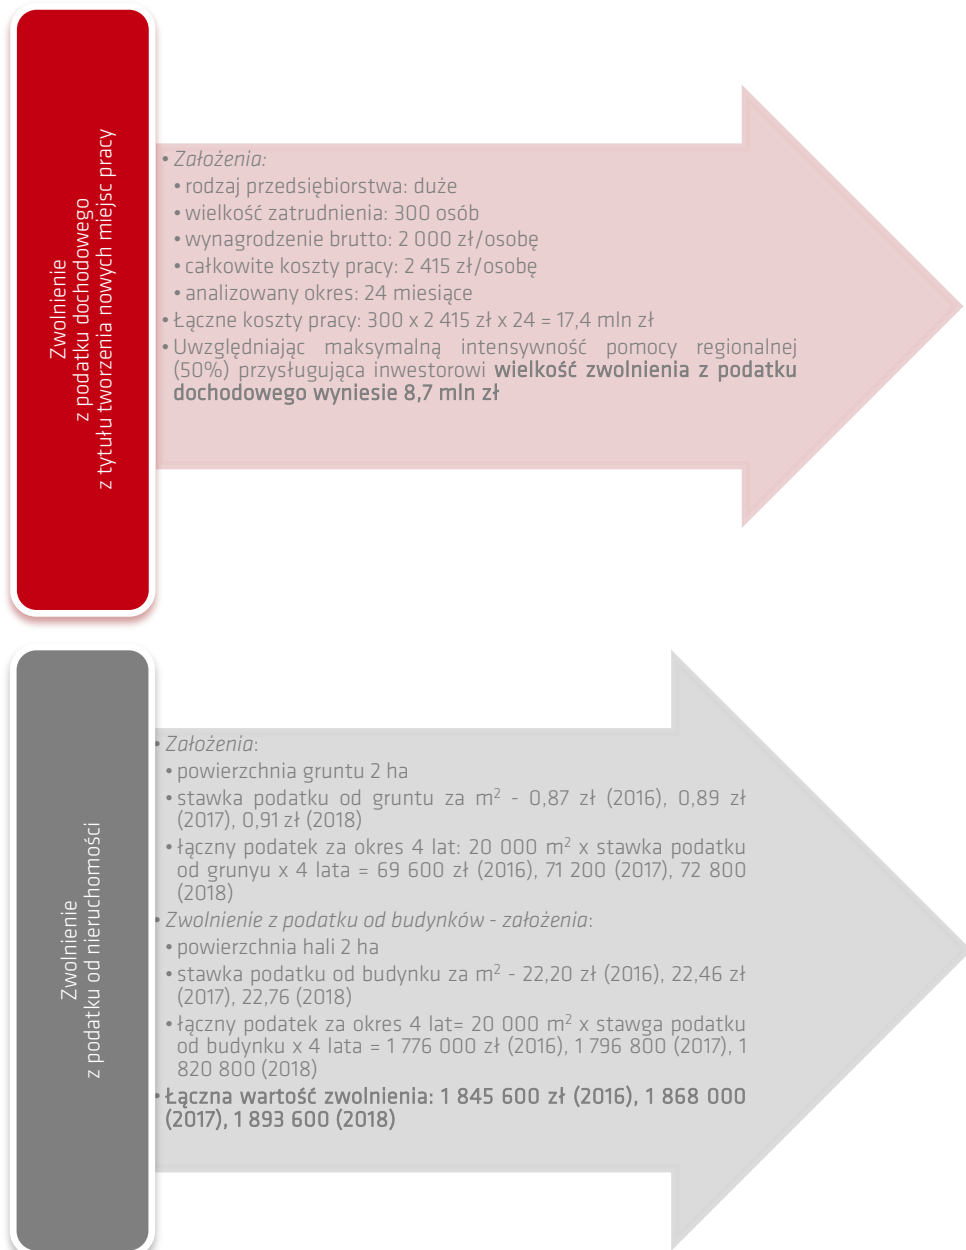 Zwolnienie
z podatku dochodowego
z tytułu tworzenia nowych miejsc pracy
• Założenia:
• rodzaj przedsiębiorstwa: duże
• wielkość zatrudnienia: 300 osób
• wynagrodzenie brutto: 2 000 zł/osobę
• całkowite koszty pracy: 2 415 zł/osobę
• analizowany okres: 24 miesiące
• Łączne koszty pracy: 300 x 2 415 zł x 24 = 17,4 mln zł
• Uwzględniając maksymalną intensywność pomocy regionalnej
(50%) przysługująca inwestorowi wielkość zwolnienia z podatku
dochodowego wyniesie 8,7 mln zł
Zwolnienie
z podatku od nieruchomości
• Założenia:
• powierzchnia gruntu 2 ha
• stawka podatku od gruntu za m² - 0,87 zł (2016), 0,89 zł
(2017), 0,91 zł (2018)
• łączny podatek za okres 4 lat: 20 000 m² x stawka podatku
od grunyu x 4 lata = 69 600 zł (2016), 71 200 (2017), 72 800
(2018)
• Zwolnienie z podatku od budynków - założenia:
• powierzchnia hali 2 ha
• stawka podatku od budynku za m² - 22,20 zł (2016), 22,46 zł
(2017), 22,76 (2018)
• łączny podatek za okres 4 lat= 20 000 m² x stawga podatku
od budynku x 4 lata = 1 776 000 zł (2016), 1 796 800 (2017), 1
820 800 (2018)
• Łączna wartość zwolnienia: 1 845 600 zł (2016), 1 868 000
(2017), 1 893 600 (2018)